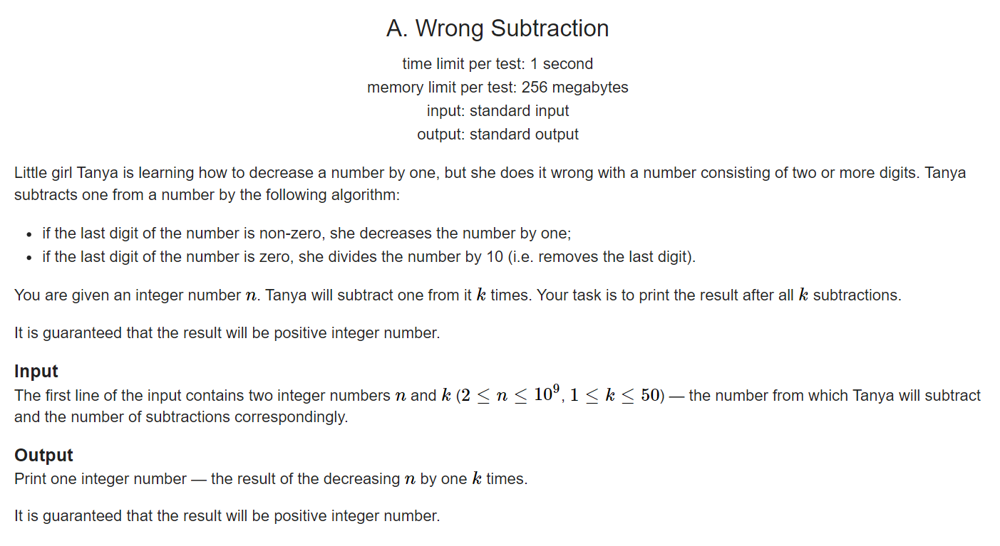 A. Wrong Subtraction
time limit per test: 1 second
memory limit per test: 256 megabytes
input: standard input
output: standard output
Little girl Tanya is learning how to decrease a number by one, but she does it wrong with a number consisting of two or more digits. Tanya
subtracts one from a number by the following algorithm:
• if the last digit of the number is non-zero, she decreases the number by one;
• if the last digit of the number is zero, she divides the number by 10 (i.e. removes the last digit).
You are given an integer number n. Tanya will subtract one from it k times. Your task is to print the result after all k subtractions.
It is guaranteed that the result will be positive integer number.
Input
The first line of the input contains two integer numbers n and k (2 ≤ n ≤ 10⁹, 1 ≤ k ≤ 50) — the number from which Tanya will subtract
and the number of subtractions correspondingly.
Output
Print one integer number — the result of the decreasing n by one k times.
It is guaranteed that the result will be positive integer number.